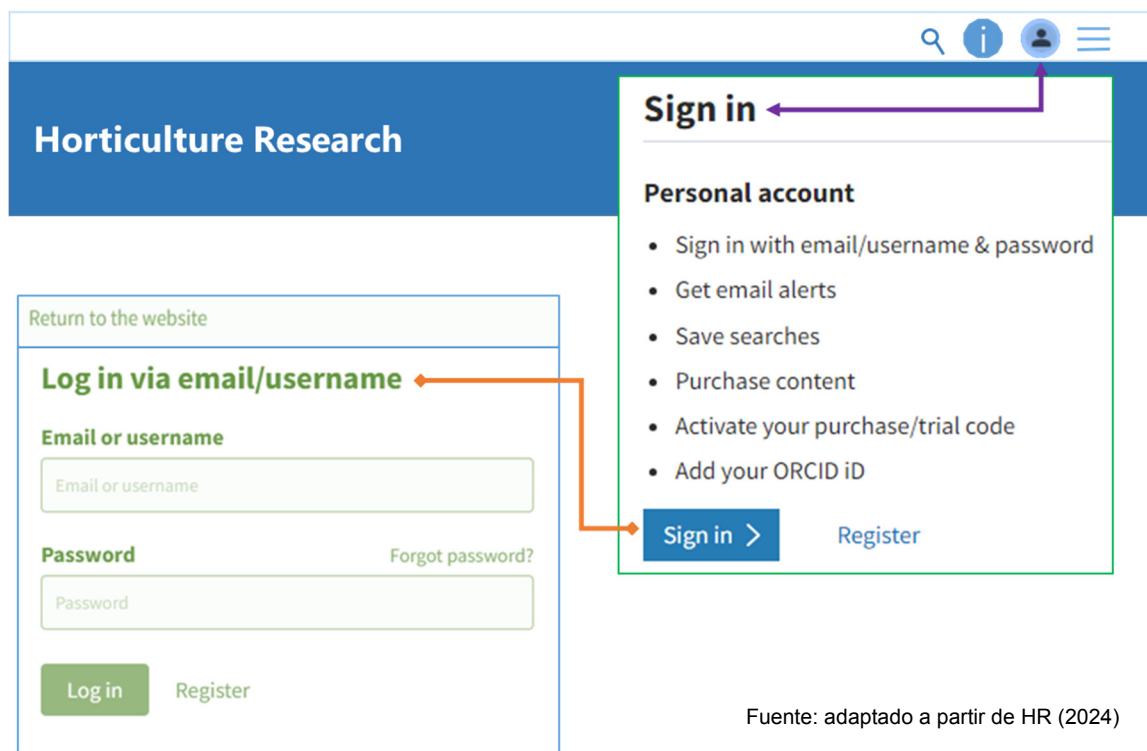 Horticulture Research
Sign in
Personal account
• Sign in with email/username & password
• Get email alerts
• Save searches
• Purchase content
• Activate your purchase/trial code
• Add your ORCID iD
Sign in >
Register
Return to the website
Log in via email/username
Email or username
Email or username
Password
Forgot password?
Password
Log in
Register
Fuente: adaptado a partir de HR (2024)